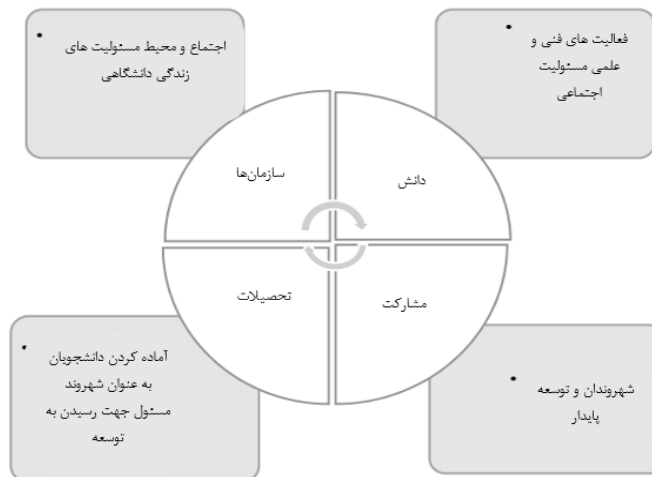 فعالیت های فنی و
علمی مسئولیت
اجتماعی
اجتماع و محیط مسئولیت های
زندگی دانشگاهی
دانش
سازمان‌ها
مشارکت
تحصیلات
شهروندان و توسعه
پایدار
آماده کردن دانشجویان
به عنوان شهروند
مسئول جهت رسیدن به
توسعه